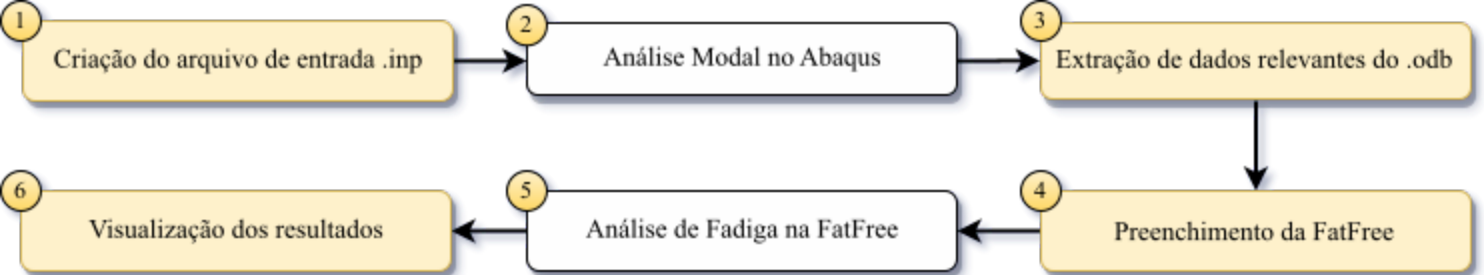 1
Criação do arquivo de entrada .inp
2
Análise Modal no Abaqus
3
Extração de dados relevantes do .odb
4
Preenchimento da FatFree
5
Análise de Fadiga na FatFree
6
Visualização dos resultados